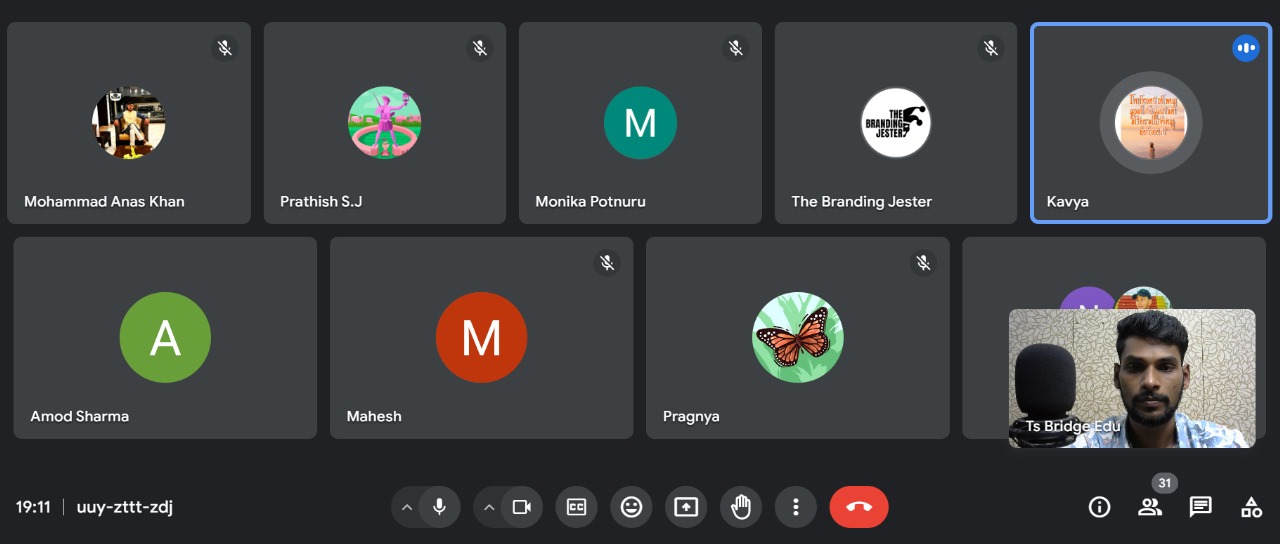 Mohammad Anas Khan
Prathish S.J
M
Monika Potnuru
THE
BRANDING
JESTER
The Branding Jester
Kavya
A
Amod Sharma
M
Mahesh
Pragnya
Ts Bridge Edu
19:11 | uuy-zttt-zdj
CC
31